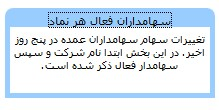 سهامداران فعال هر نماد
تغییرات سهام سهامداران عمده در پنج روز
اخیر، در این بخش ابتدا نام شرکت و سپس
سهامدار فعال ذکر شده است.